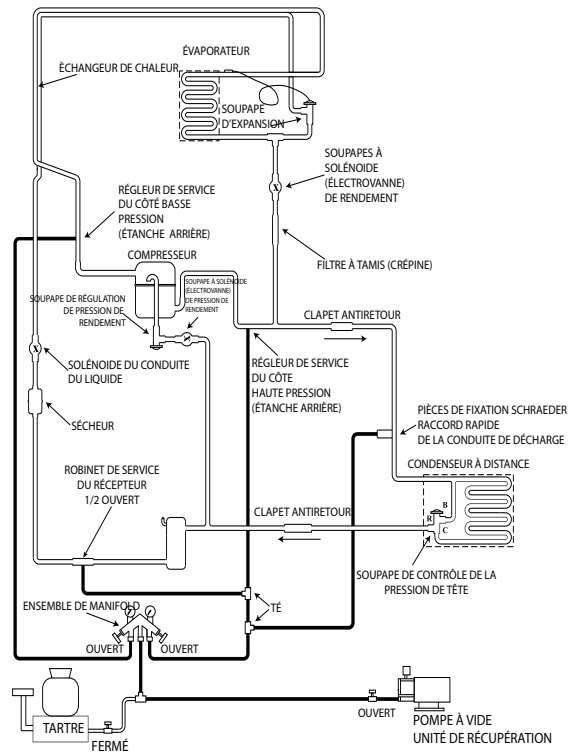 ÉVAPORATEUR
ÈCHANGEUR DE CHALEUR
SOUPAPE
D'EXPANSION
SOUPAPES À
SOLÉNOIDE
(ÉLECTROVANNE)
DE RENDEMENT
X
RÉGLEUR DE SERVICE
DU CÔTÉ BASSE
PRESSION
(ÉTANCHE ARRIÈRE)
COMPRESSEUR
FILTRE À TAMIS (CRÉPINE)
SOUPAPE À SOLÉNOIDE
(ÉLECTROVANNE)
DE PRESSION DE
RENDEMENT
SOUPAPE DE RÉGULATION
DE PRESSION DE
RENDEMENT
CLAPET ANTIRETOUR
X
SOLÉNOIDE DU CONDUITE
DU LIQUIDE
RÉGLEUR DE SERVICE
DU CÔTE
HAUTE PRESSION
(ÉTANCHE ARRIÈRE)
SÉCHEUR
PIÈCES DE FIXATION SCHRAEDER
RACCORD RAPIDE
DE LA CONDUITE DE DÉCHARGE
ROBINET DE SERVICE
DU RÉCEPTEUR
1/2 OUVERT
CONDENSEUR À DISTANCE
CLAPET ANTIRETOUR
B
R
C
SOUPAPE DE CONTRÔLE DE LA
PRESSION DE TÊTE
ENSEMBLE DE MANIFOLD
TÉ
OUVERT
OUVERT
TARTRE
FERMÉ
OUVERT
POMPE À VIDE
UNITÉ DE RÉCUPÉRATION